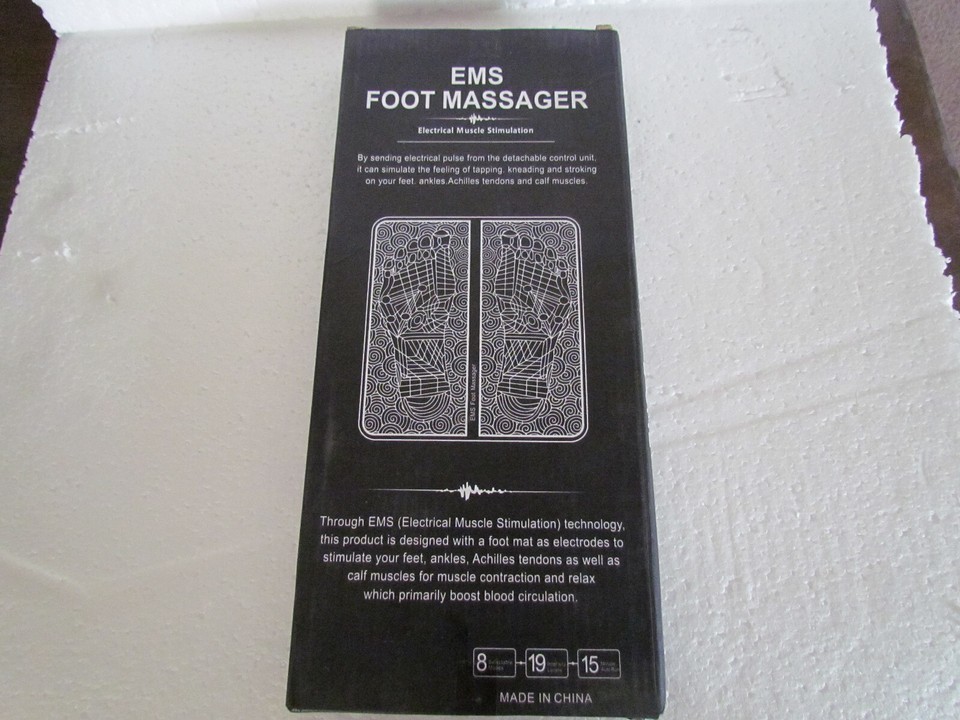 EMS
FOOT MASSAGER
Electrical Muscle Stimulation
By sending electrical pulse from the detachable control unit,
it can simulate the feeling of tapping. kneading and stroking
on your feet. ankles.Achilles tendons and calf muscles.
EMS Foot Massager
Through EMS (Electrical Muscle Stimulation) technology,
this product is designed with a foot mat as electrodes to
stimulate your feet, ankles, Achilles tendons as well as
calf muscles for muscle contraction and relax
which primarily boost blood circulation.
8 19 15
MADE IN CHINA